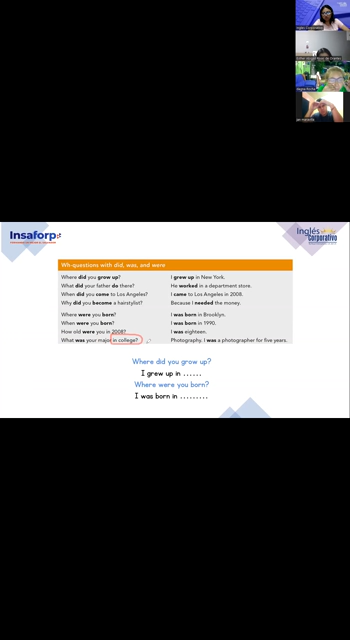 Insaforp
Inglés
Corporativo
Wh-questions with did, was, and were
Where did you grow up? I grew up in New York.
What did your father do there? He worked in a department store.
When did you come to Los Angeles? I came to Los Angeles in 2008.
Why did you become a hairstylist? Because I needed the money.
Where were you born? I was born in Brooklyn.
When were you born? I was born in 1990.
How old were you in 2008? I was eighteen.
What was your major in college? Photography. I was a photographer for five years.
Where did you grow up?
I grew up in ......
Where were you born?
I was born in .........